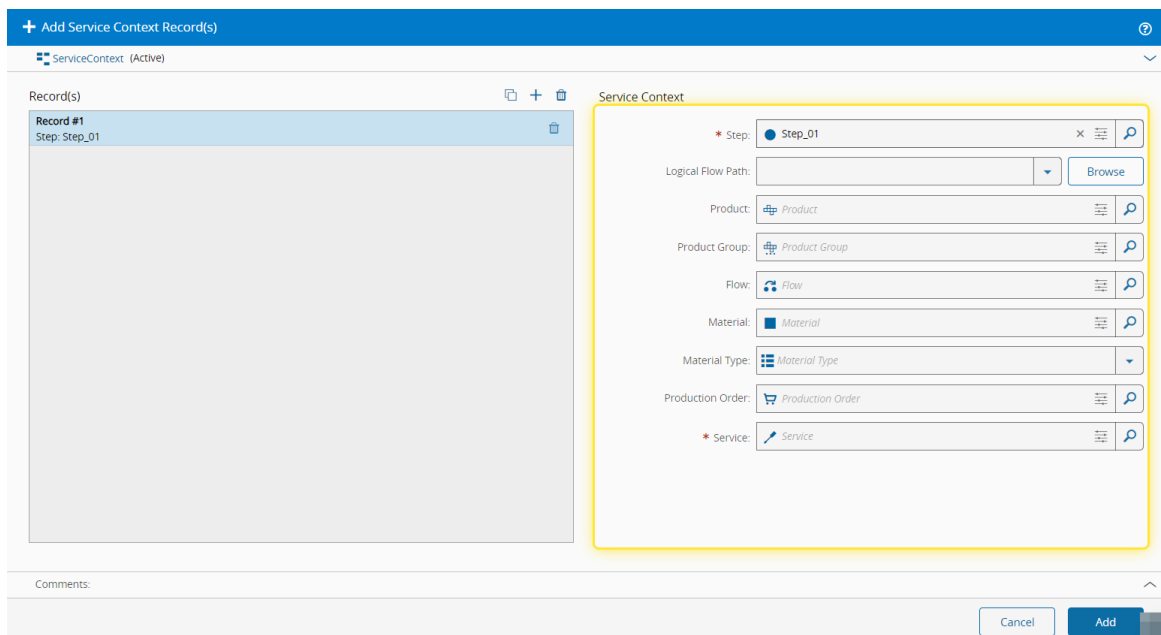 Add Service Context Record(s)
ServiceContext (Active)
Record(s)
Record #1
Step: Step_01
Service Context
* Step: Step_01
Logical Flow Path: Browse
Product: Product
Product Group: Product Group
Flow: Flow
Material: Material
Material Type: Material Type
Production Order: Production Order
* Service: Service
Comments:
Cancel Add